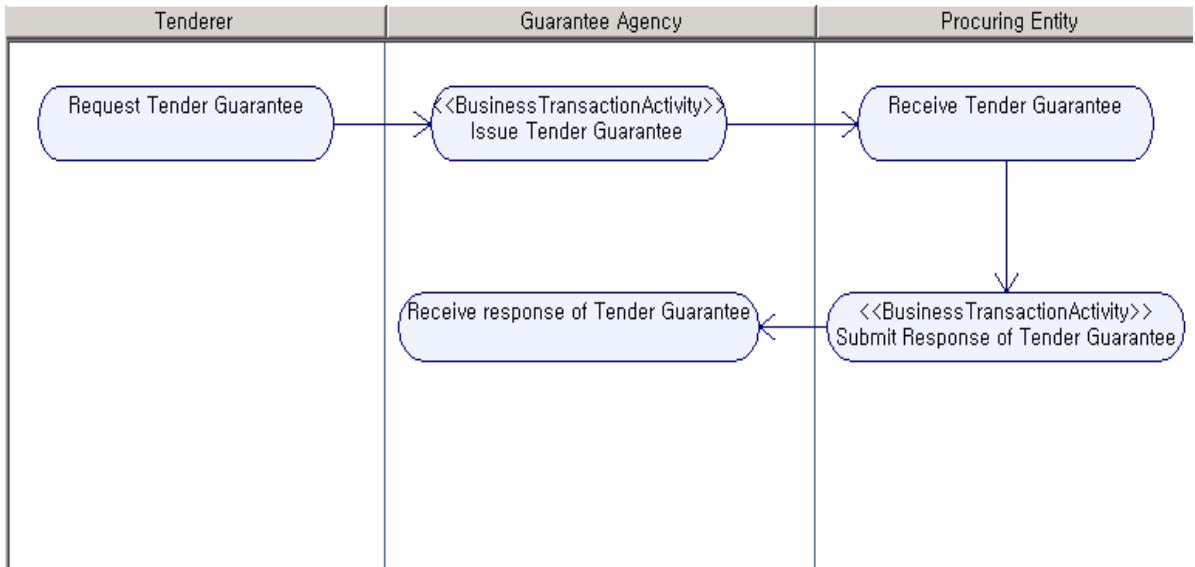 Tenderer
Guarantee Agency
Procuring Entity
Request Tender Guarantee
<<BusinessTransactionActivity>>
Issue Tender Guarantee
Receive Tender Guarantee
Receive response of Tender Guarantee
<<BusinessTransactionActivity>>
Submit Response of Tender Guarantee